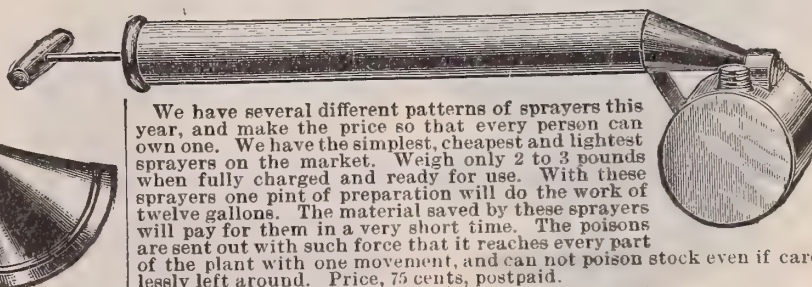 We have several different patterns of sprayers this
year, and make the price so that every person can
own one. We have the simplest, cheapest and lightest
sprayers on the market. Weigh only 2 to 3 pounds
when fully charged and ready for use. With these
sprayers one pint of preparation will do the work of
twelve gallons. The material saved by these sprayers
will pay for them in a very short time. The poisons
are sent out with such force that it reaches every part
of the plant with one movement, and can not poison stock even if care
lessly left around. Price, 75 cents, postpaid.